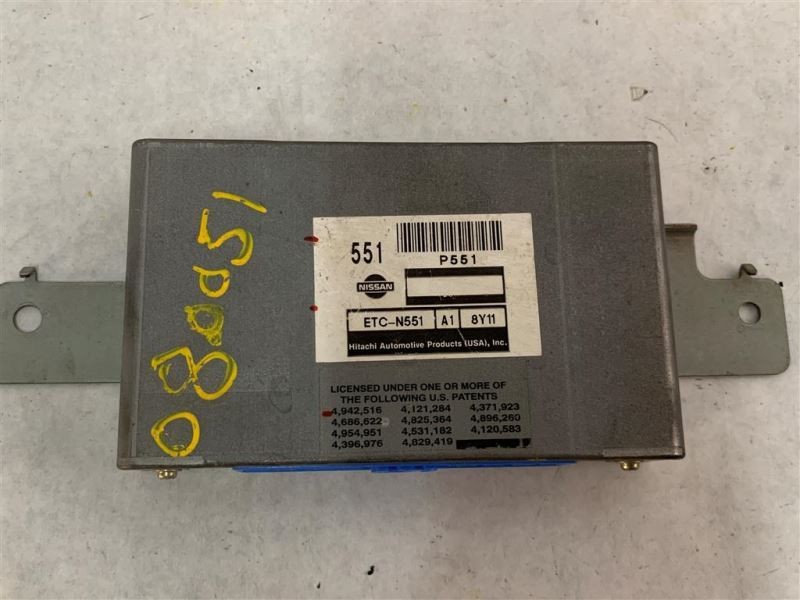 080051
551
P551
NISSAN
ETC-N551 A1 8Y11
Hitachi Automotive Products (USA), Inc.
LICENSED UNDER ONE OR MORE OF
THE FOLLOWING U.S. PATENTS
4,942,516 4,121,284 4,371,923
4,686,622 4,825,364 4,896,260
4,954,951 4,531,182 4,120,583
4,396,976 4,829,419